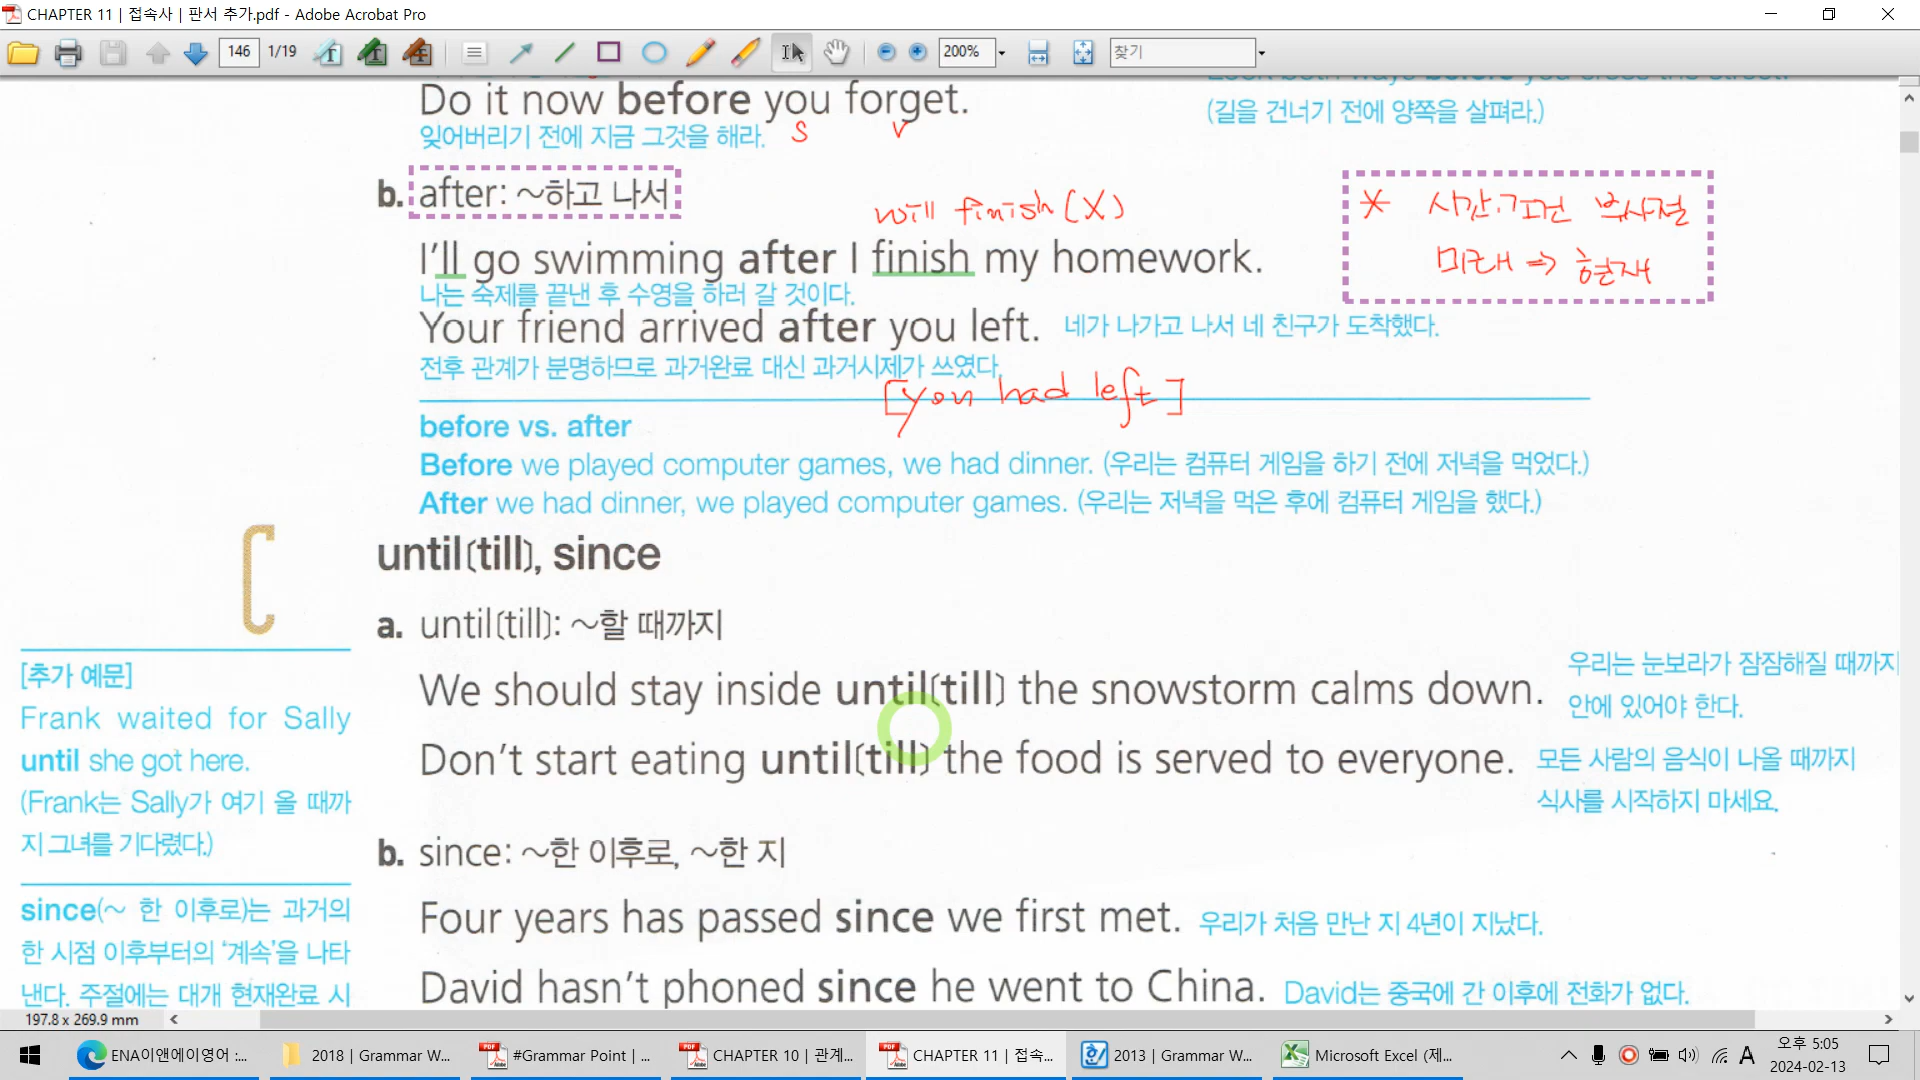 CHAPTER 11 | 접속사 | 판서 추가.pdf - Adobe Acrobat Pro
146 1/19 200% 찾기
Do it now before you forget.
(길을 건너기 전에 양쪽을 살펴라.)
잊어버리기 전에 지금 그것을 해라. S V
b. after: ~하고 나서
will finish (X)
* 시간·조건 부사절
미래 ⇒ 현재
I'll go swimming after I finish my homework.
나는 숙제를 끝낸 후 수영을 하러 갈 것이다.
Your friend arrived after you left. 네가 나가고 나서 네 친구가 도착했다.
전후 관계가 분명하므로 과거완료 대신 과거시제가 쓰였다.
[you had left]
before vs. after
Before we played computer games, we had dinner. (우리는 컴퓨터 게임을 하기 전에 저녁을 먹었다.)
After we had dinner, we played computer games. (우리는 저녁을 먹은 후에 컴퓨터 게임을 했다.)
C
until(till), since
a. until(till): ~할 때까지
We should stay inside until(till) the snowstorm calms down.
우리는 눈보라가 잠잠해질 때까지
안에 있어야 한다.
Don't start eating until(till) the food is served to everyone.
모든 사람의 음식이 나올 때까지
식사를 시작하지 마세요.
[추가 예문]
Frank waited for Sally
until she got here.
(Frank는 Sally가 여기 올 때까
지 그녀를 기다렸다.)
b. since: ~한 이후로, ~한 지
Four years has passed since we first met. 우리가 처음 만난 지 4년이 지났다.
David hasn't phoned since he went to China. David는 중국에 간 이후에 전화가 없다.
since(~ 한 이후로)는 과거의
한 시점 이후부터의 '계속'을 나타
낸다. 주절에는 대개 현재완료 시
197.8 x 269.9 mm
ENA이앤에이영어 :...
2018 | Grammar W...
#Grammar Point | ...
CHAPTER 10 | 관계...
CHAPTER 11 | 접속...
2013 | Grammar W...
Microsoft Excel (제...
A
오후 5:05
2024-02-13